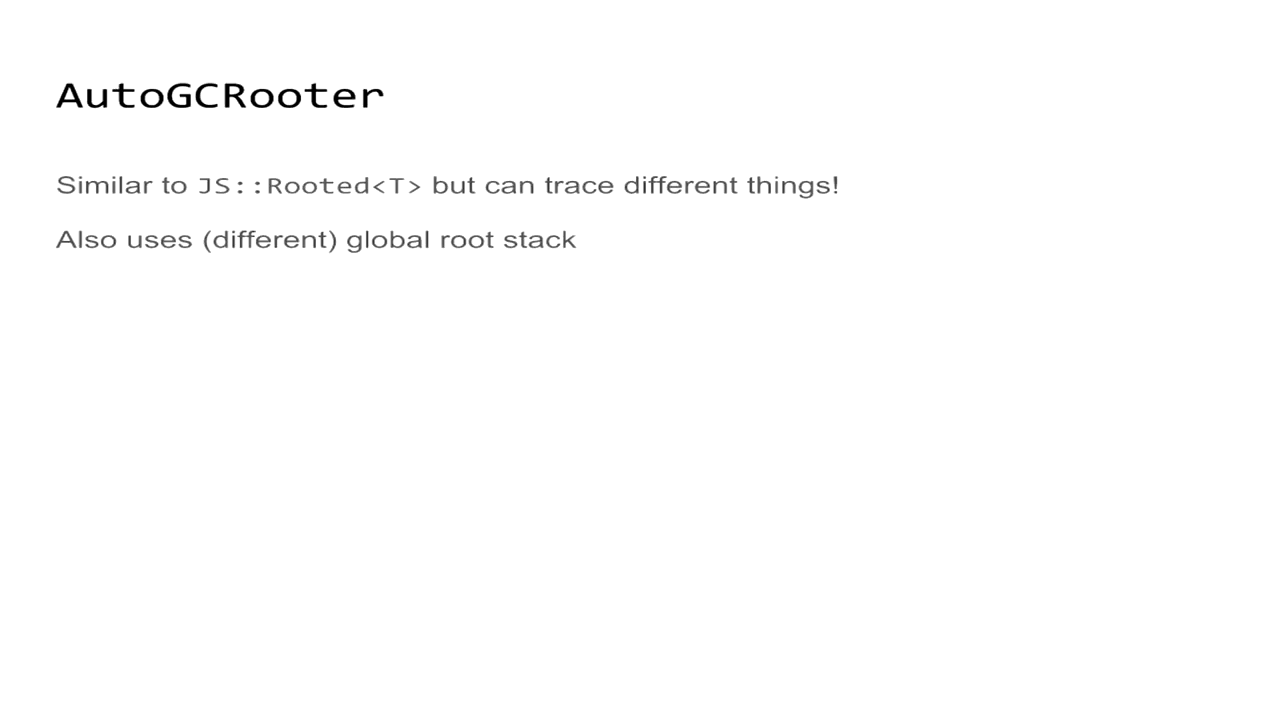 AutoGCRooter
Similar to JS::Rooted<T> but can trace different things!
Also uses (different) global root stack